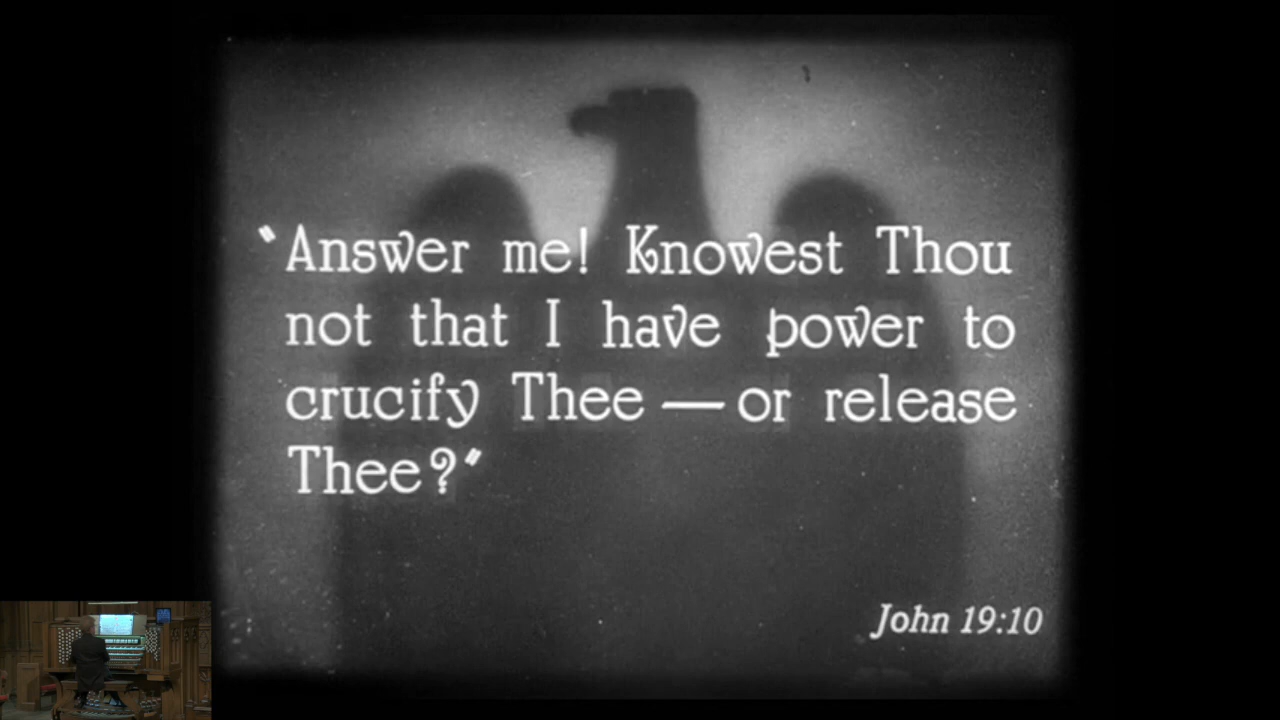 "Answer me! Knowest Thou
not that I have power to
crucify Thee — or release
Thee?"
John 19:10